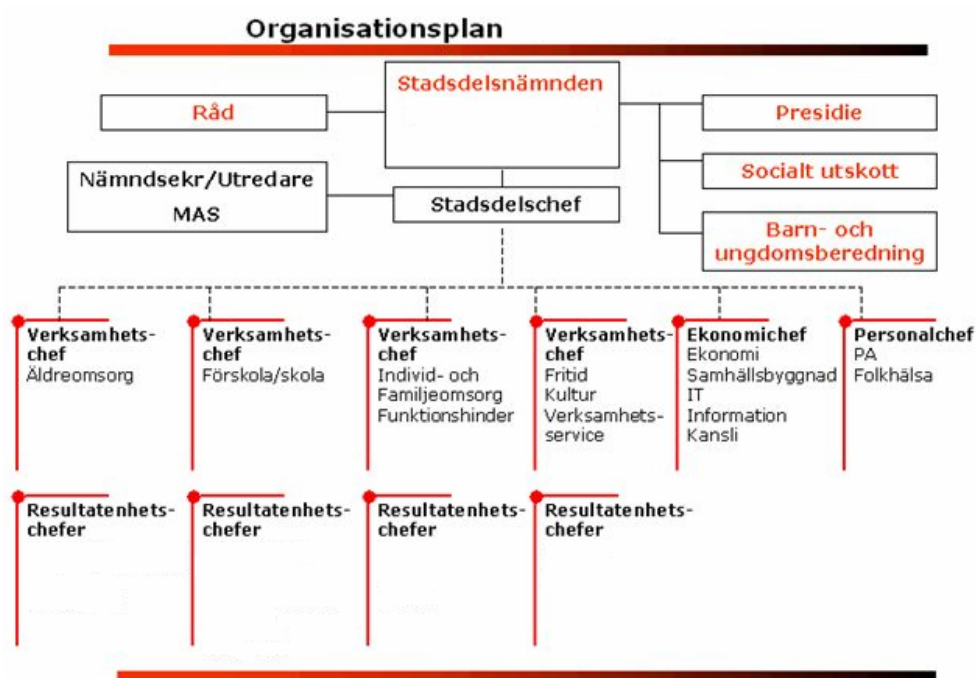 Organisationsplan
Stadsdelsnämnden
Råd
Presidie
Socialt utskott
Nämndsekr/Utredare
MAS
Stadsdelschef
Barn- och
ungdomsberedning
Verksamhets-
chef
Äldreomsorg
Verksamhets-
chef
Förskola/skola
Verksamhets-
chef
Individ- och
Familjeomsorg
Funktionshinder
Verksamhets-
chef
Fritid
Kultur
Verksamhets-
service
Ekonomichef
Ekonomi
Samhällsbyggnad
IT
Information
Kansli
Personalchef
PA
Folkhälsa
Resultatenhets-
chefer
Resultatenhets-
chefer
Resultatenhets-
chefer
Resultatenhets-
chefer